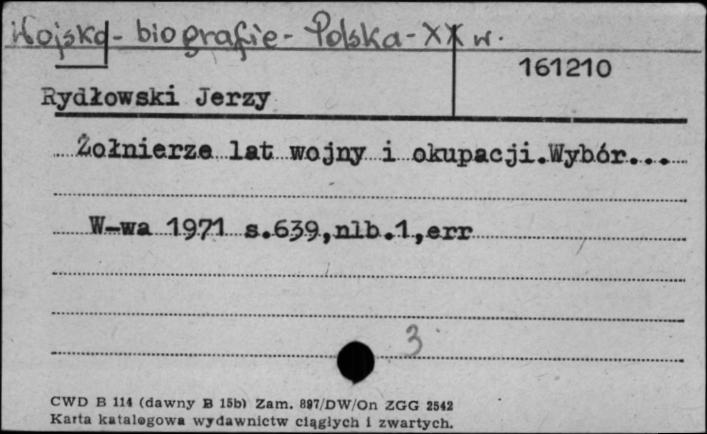 Wojsko - biografie - Polska - XX w.
161210
Rydłowski Jerzy
Żołnierze lat wojny i okupacji.Wybór...
W-wa 1971 s.639,nlb.1,err
3
CWD B 114 (dawny B 15b) Zam. 897/DW/On ZGG 2542
Karta katalogowa wydawnictw ciągłych i zwartych.